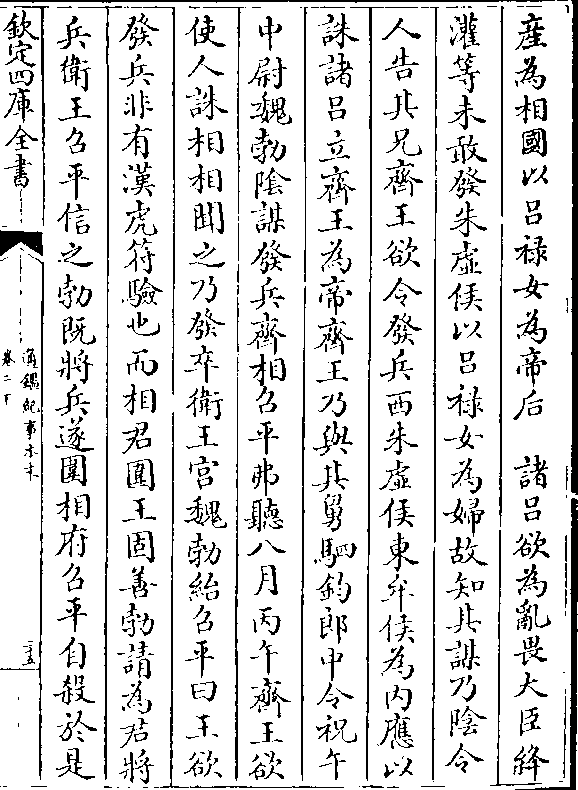 産為相國以吕禄女為帝后　諸吕欲為亂畏大臣絳
灌等未敢發朱虚侯以吕禄女為婦故知其謀乃陰令
人告其兄齊王欲令發兵西朱虚侯東牟侯為内應以
誅諸吕立齊王為帝齊王乃與其舅駟鈞郎中令祝午
中尉魏勃陰謀發兵齊相召平弗聽八月丙午齊王欲
使人誅相相聞之乃發卒衛王宫魏勃紿召平曰王欲
發兵非有漢虎符驗也而相君圍王固善勃請為君將
兵衛王召平信之勃既將兵遂圍相府召平自殺於是
欽定四庫全書
通鑑紀事本末
卷二下
二五